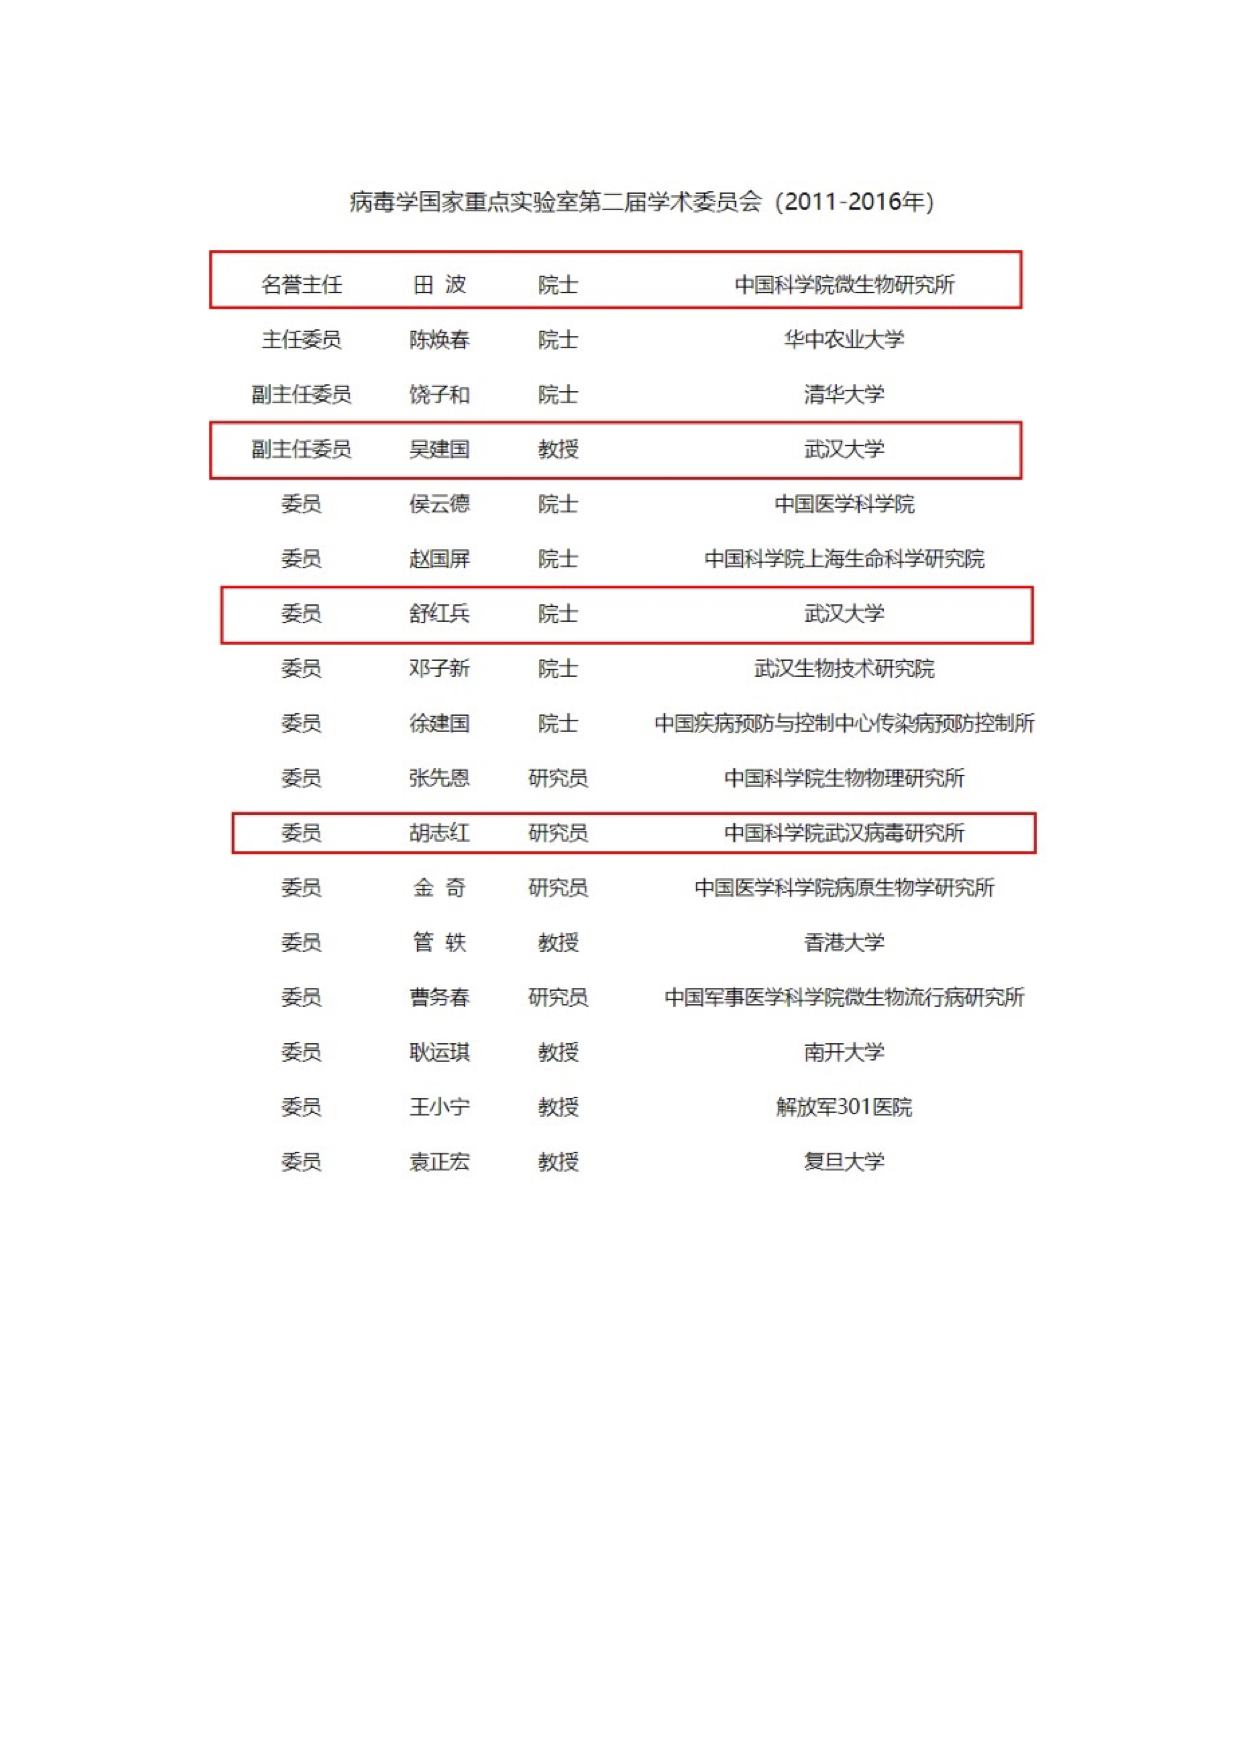 病毒学国家重点实验室第二届学术委员会（2011-2016年）
名誉主任 田 波 院士 中国科学院微生物研究所
主任委员 陈焕春 院士 华中农业大学
副主任委员 饶子和 院士 清华大学
副主任委员 吴建国 教授 武汉大学
委员 侯云德 院士 中国医学科学院
委员 赵国屏 院士 中国科学院上海生命科学研究院
委员 舒红兵 院士 武汉大学
委员 邓子新 院士 武汉生物技术研究院
委员 徐建国 院士 中国疾病预防与控制中心传染病预防控制所
委员 张先恩 研究员 中国科学院生物物理研究所
委员 胡志红 研究员 中国科学院武汉病毒研究所
委员 金 奇 研究员 中国医学科学院病原生物学研究所
委员 管 轶 教授 香港大学
委员 曹务春 研究员 中国军事医学科学院微生物流行病研究所
委员 耿运琪 教授 南开大学
委员 王小宁 教授 解放军301医院
委员 袁正宏 教授 复旦大学